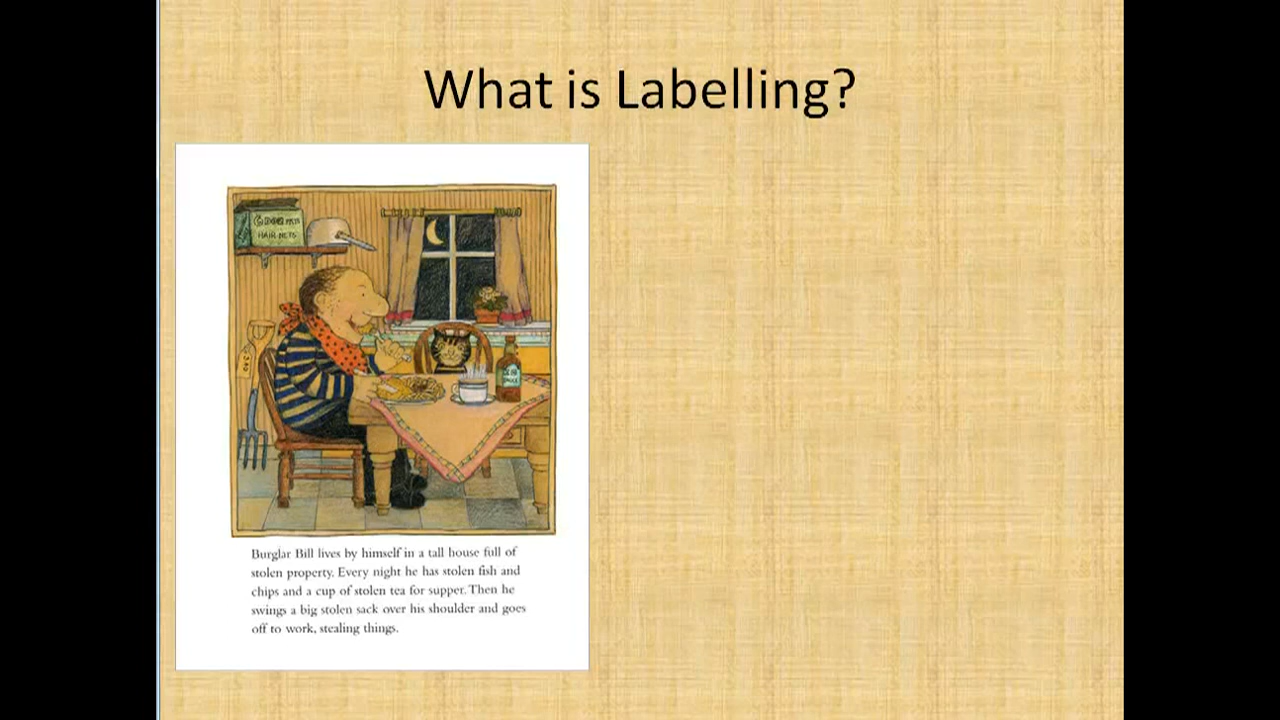 What is Labelling?
HAIR-NETS
Burglar Bill lives by himself in a tall house full of
stolen property. Every night he has stolen fish and
chips and a cup of stolen tea for supper. Then he
swings a big stolen sack over his shoulder and goes
off to work, stealing things.